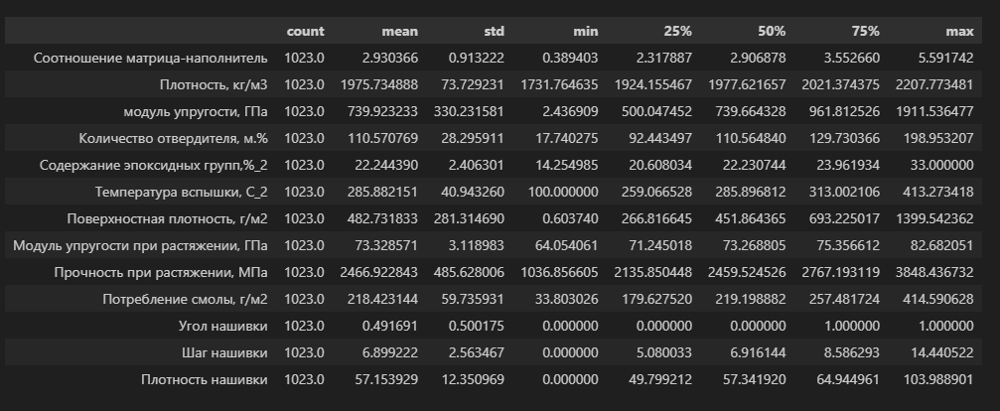 count mean std min 25% 50% 75% max
Соотношение матрица-наполнитель 1023.0 2.930366 0.913222 0.389403 2.317887 2.906878 3.552660 5.591742
Плотность, кг/м3 1023.0 1975.734888 73.729231 1731.764635 1924.155467 1977.621657 2021.374375 2207.773481
модуль упругости, ГПа 1023.0 739.923233 330.231581 2.436909 500.047452 739.664328 961.812526 1911.536477
Количество отвердителя, м.% 1023.0 110.570769 28.295911 17.740275 92.443497 110.564840 129.730366 198.953207
Содержание эпоксидных групп,%_2 1023.0 22.244390 2.406301 14.254985 20.608034 22.230744 23.961934 33.000000
Температура вспышки, С_2 1023.0 285.882151 40.943260 100.000000 259.066528 285.896812 313.002106 413.273418
Поверхностная плотность, г/м2 1023.0 482.731833 281.314690 0.603740 266.816645 451.864365 693.225017 1399.542362
Модуль упругости при растяжении, ГПа 1023.0 73.328571 3.118983 64.054061 71.245018 73.268805 75.356612 82.682051
Прочность при растяжении, МПа 1023.0 2466.922843 485.628006 1036.856605 2135.850448 2459.524526 2767.193119 3848.436732
Потребление смолы, г/м2 1023.0 218.423144 59.735931 33.803026 179.627520 219.198882 257.481724 414.590628
Угол нашивки 1023.0 0.491691 0.500175 0.000000 0.000000 0.000000 1.000000 1.000000
Шаг нашивки 1023.0 6.899222 2.563467 0.000000 5.080033 6.916144 8.586293 14.440522
Плотность нашивки 1023.0 57.153929 12.350969 0.000000 49.799212 57.341920 64.944961 103.988901